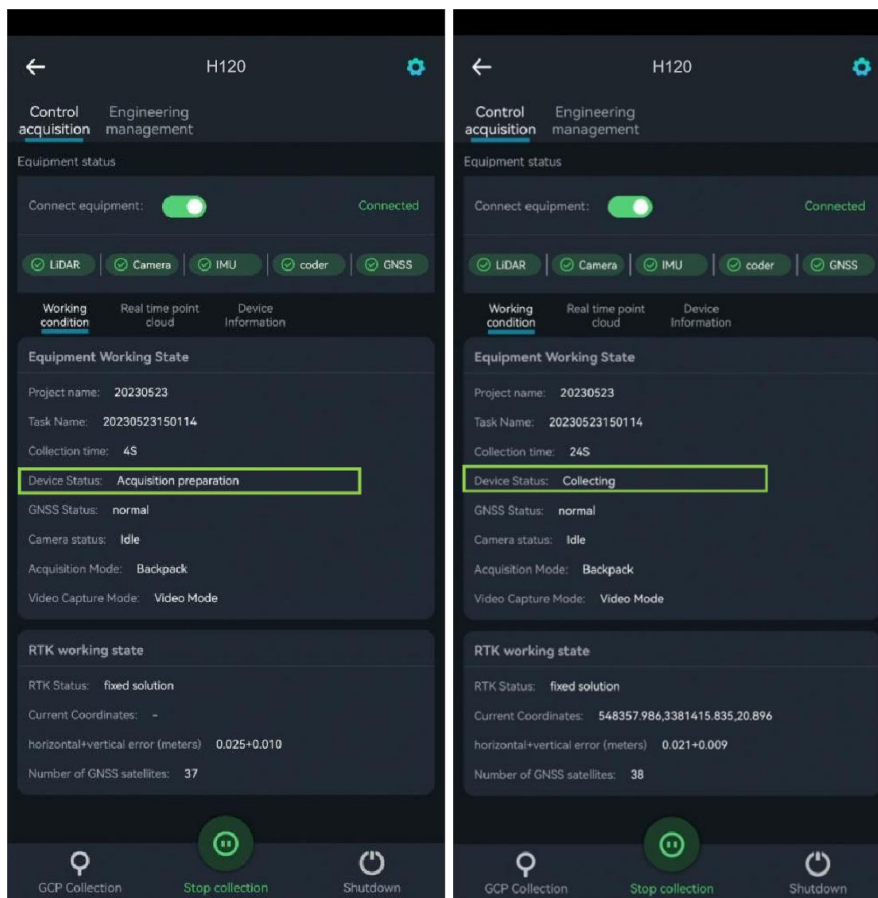 H120
Control acquisition
Engineering management
Equipment status
Connect equipment: Connected
LiDAR Camera IMU coder GNSS
Working condition
Real time point cloud
Device Information
Equipment Working State
Project name: 20230523
Task Name: 20230523150114
Collection time: 4S
Device Status: Acquisition preparation
GNSS Status: normal
Camera status: Idle
Acquisition Mode: Backpack
Video Capture Mode: Video Mode
RTK working state
RTK Status: fixed solution
Current Coordinates: -
horizontal+vertical error (meters) 0.025+0.010
Number of GNSS satellites: 37
GCP Collection
Stop collection
Shutdown
H120
Control acquisition
Engineering management
Equipment status
Connect equipment: Connected
LiDAR Camera IMU coder GNSS
Working condition
Real time point cloud
Device Information
Equipment Working State
Project name: 20230523
Task Name: 20230523150114
Collection time: 24S
Device Status: Collecting
GNSS Status: normal
Camera status: Idle
Acquisition Mode: Backpack
Video Capture Mode: Video Mode
RTK working state
RTK Status: fixed solution
Current Coordinates: 548357.986,3381415.835,20.896
horizontal+vertical error (meters) 0.021+0.009
Number of GNSS satellites: 38
GCP Collection
Stop collection
Shutdown